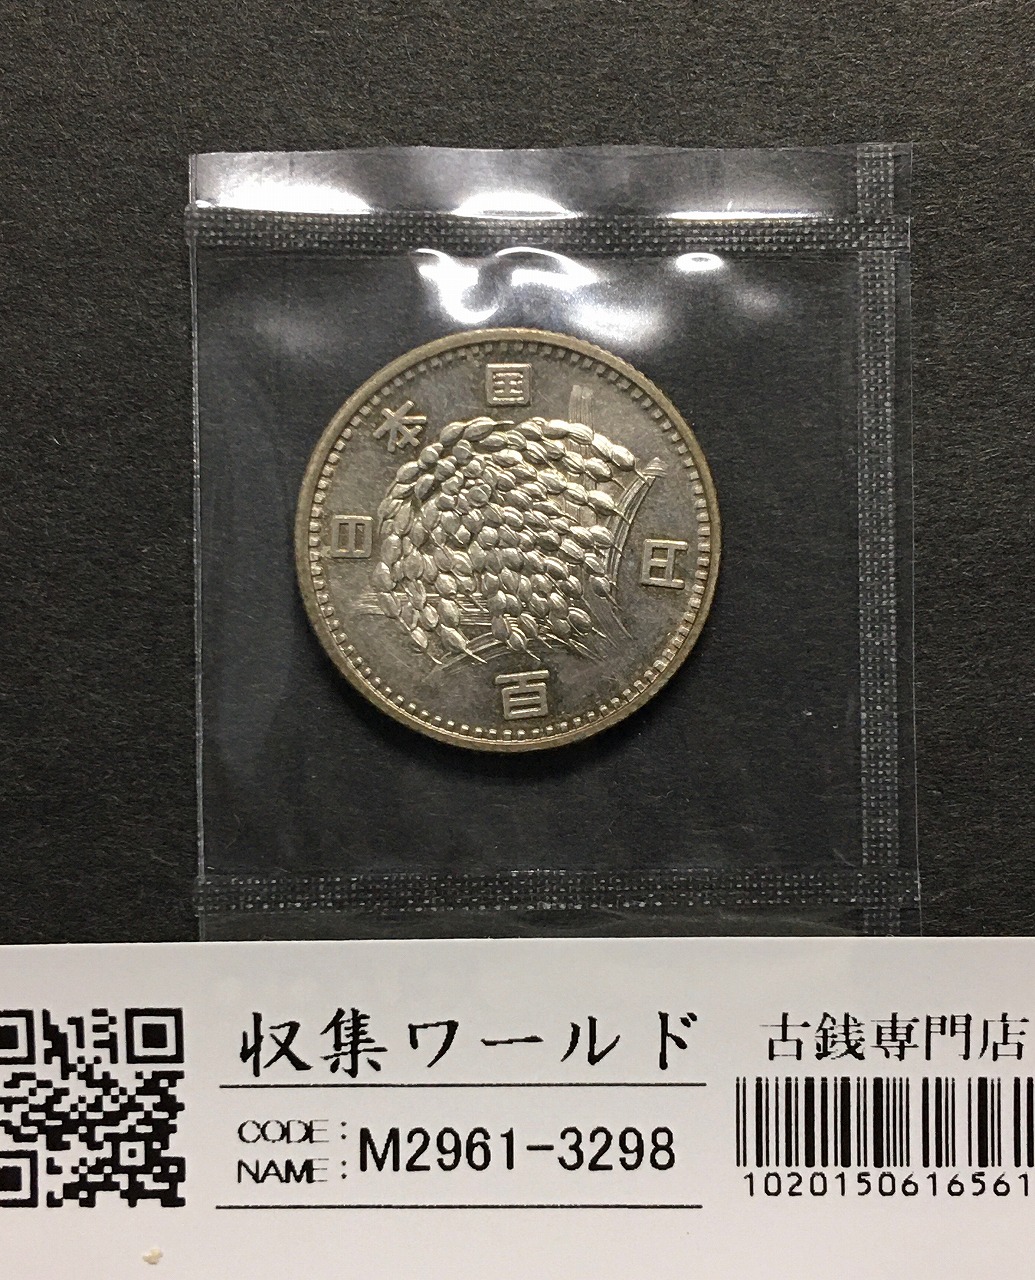 日本国
百円
収集ワールド
古銭専門店
CODE:
NAME:
M2961-3298
1020150616561